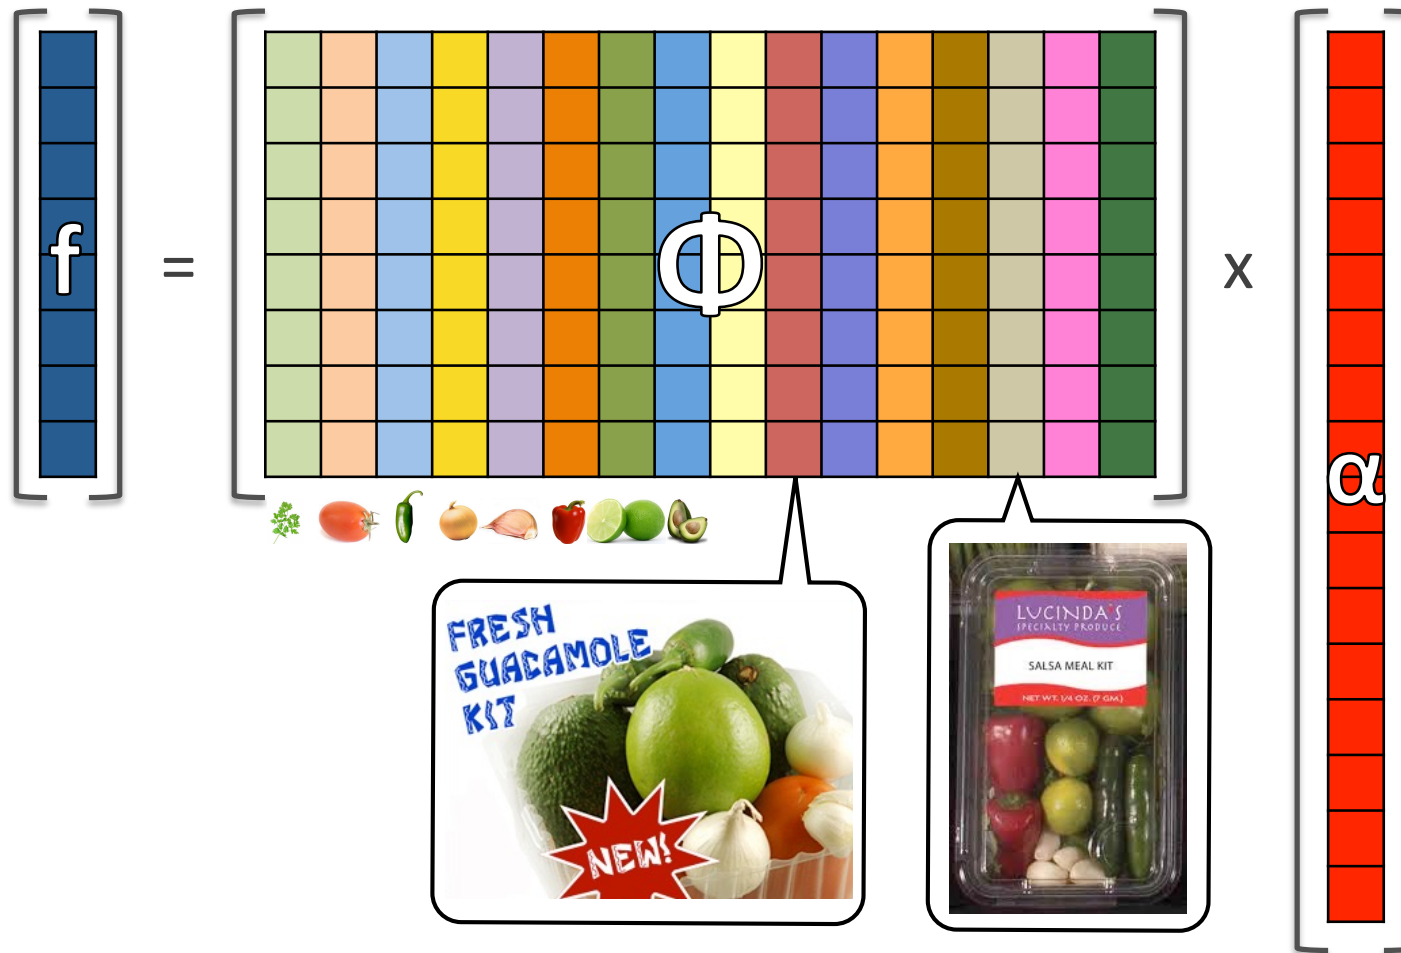 f
=
Φ
x
α
FRESH
GUACAMOLE
KIT
NEW!
LUCINDA'S
SPECIALTY PRODUCE
SALSA MEAL KIT
NET WT. 1/4 OZ. (7 GM.)